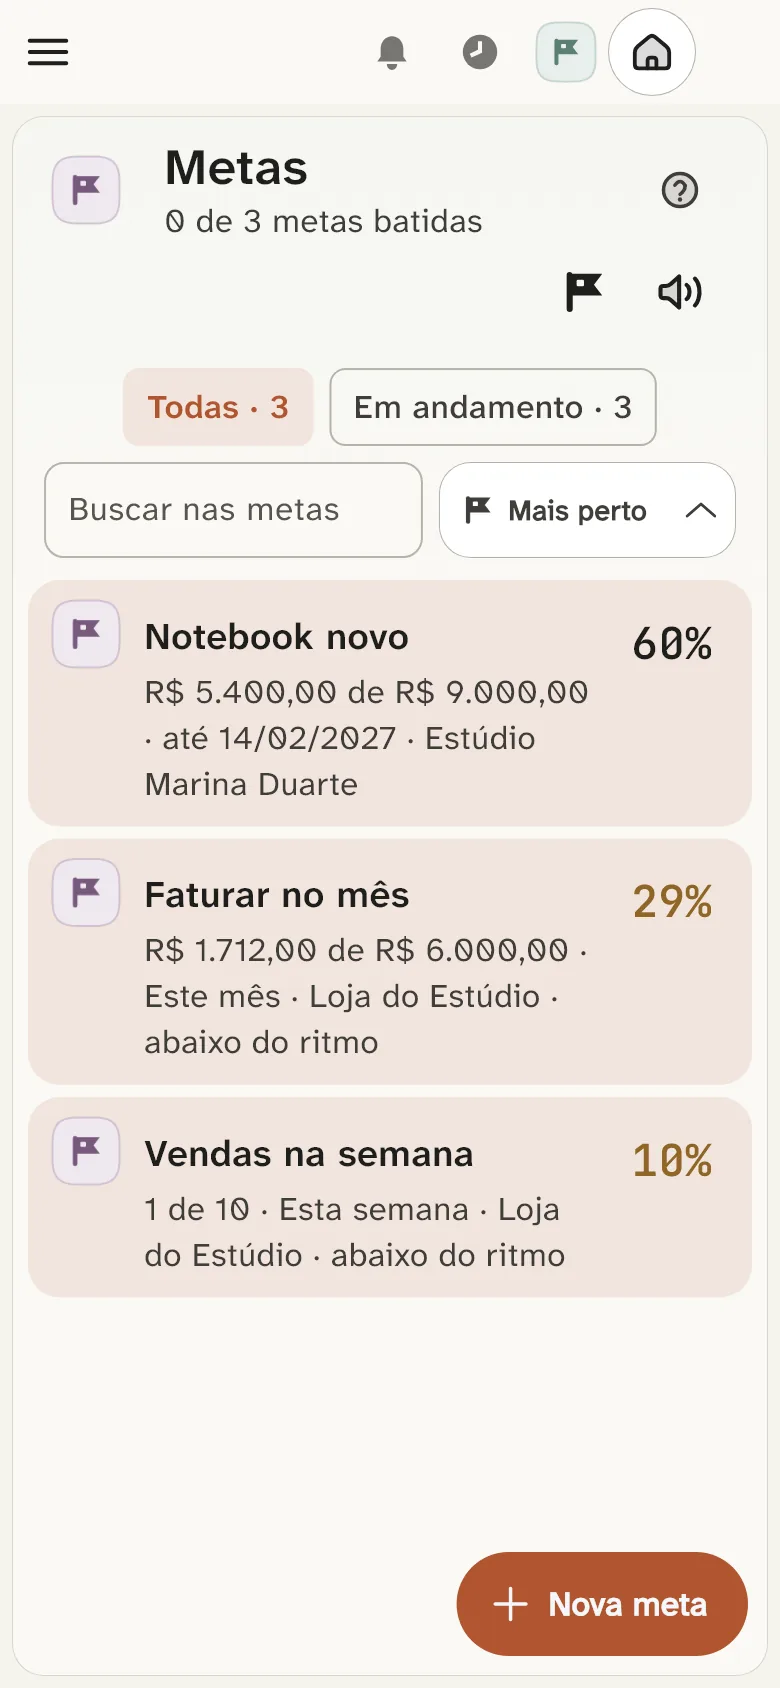 Metas
0 de 3 metas batidas
Todas · 3
Em andamento · 3
Buscar nas metas
Mais perto
Notebook novo
60%
R$ 5.400,00 de R$ 9.000,00
· até 14/02/2027 · Estúdio
Marina Duarte
Faturar no mês
29%
R$ 1.712,00 de R$ 6.000,00 ·
Este mês · Loja do Estúdio ·
abaixo do ritmo
Vendas na semana
10%
1 de 10 · Esta semana · Loja
do Estúdio · abaixo do ritmo
Nova meta